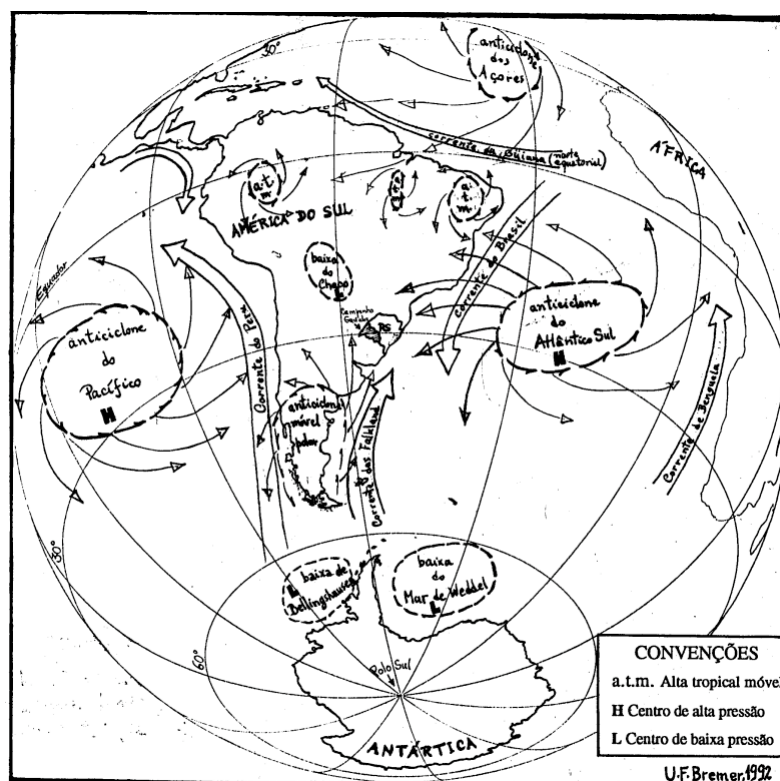 30°
anticiclone
dos
Açores
corrente da Guiana (norte
equatorial)
ÁFRICA
a.t.
m
a
t
m
AMÉRICA DO SUL
baixa
do
Chaco
L
Corrente do Brasil
Equador
RS
anticiclone
do
Atlântico Sul
H
anticiclone
do
Pacífico
H
Corrente do Peru
anticiclone
móvel
polar
Corrente das Falkland
Corrente de Benguela
30°
baixa de
Bellingshausen
L
baixa
do
Mar de Weddel
L
60°
Polo Sul
ANTÁRTICA
CONVENÇÕES
a.t.m. Alta tropical móvel
H Centro de alta pressão
L Centro de baixa pressão
U.F. Bremer, 1992